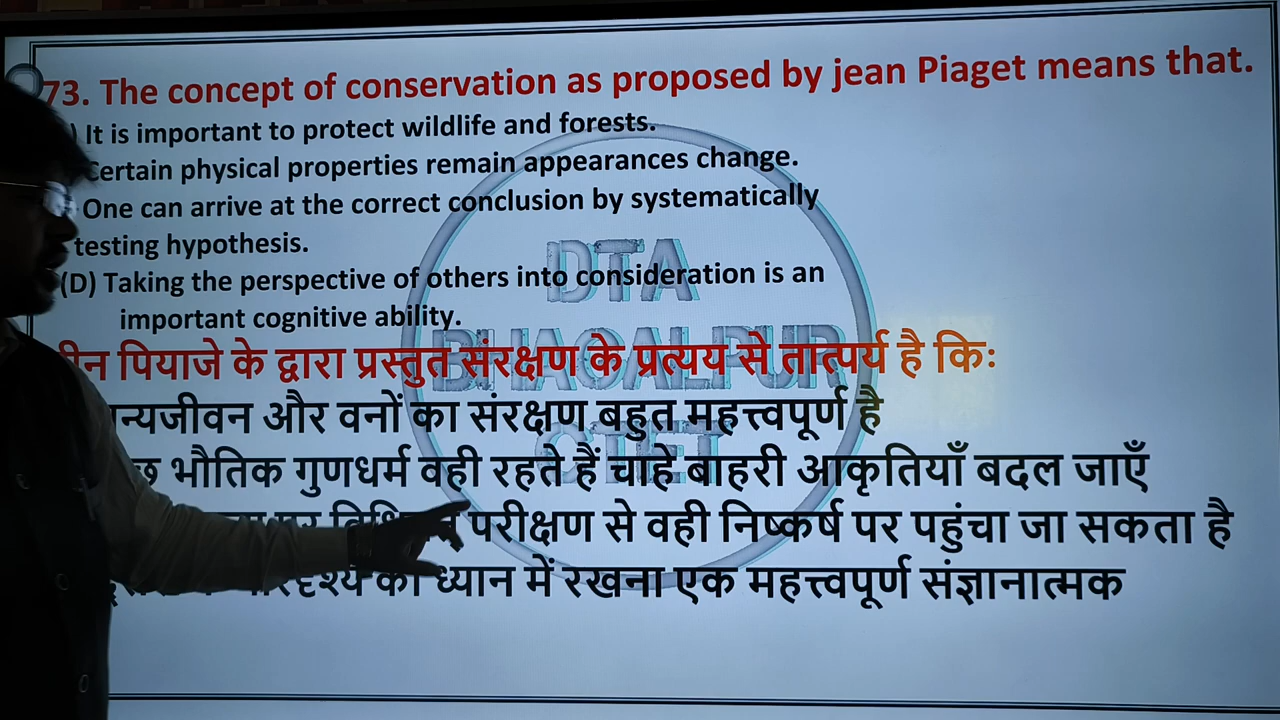 73. The concept of conservation as proposed by jean Piaget means that.
) It is important to protect wildlife and forests.
Certain physical properties remain appearances change.
One can arrive at the correct conclusion by systematically
testing hypothesis.
(D) Taking the perspective of others into consideration is an
important cognitive ability.
पियाजे के द्वारा प्रस्तुत संरक्षण के प्रत्यय से तात्पर्य है किः
और वनों का संरक्षण बहुत महत्त्वपूर्ण है
भौतिक गुणधर्म वही रहते हैं चाहे बाहरी आकृतियाँ बदल जाएँ
परीक्षण से वही निष्कर्ष पर पहुंचा जा सकता है
ध्यान में रखना एक महत्त्वपूर्ण संज्ञानात्मक
DTA
BHAGALPUR
CTET